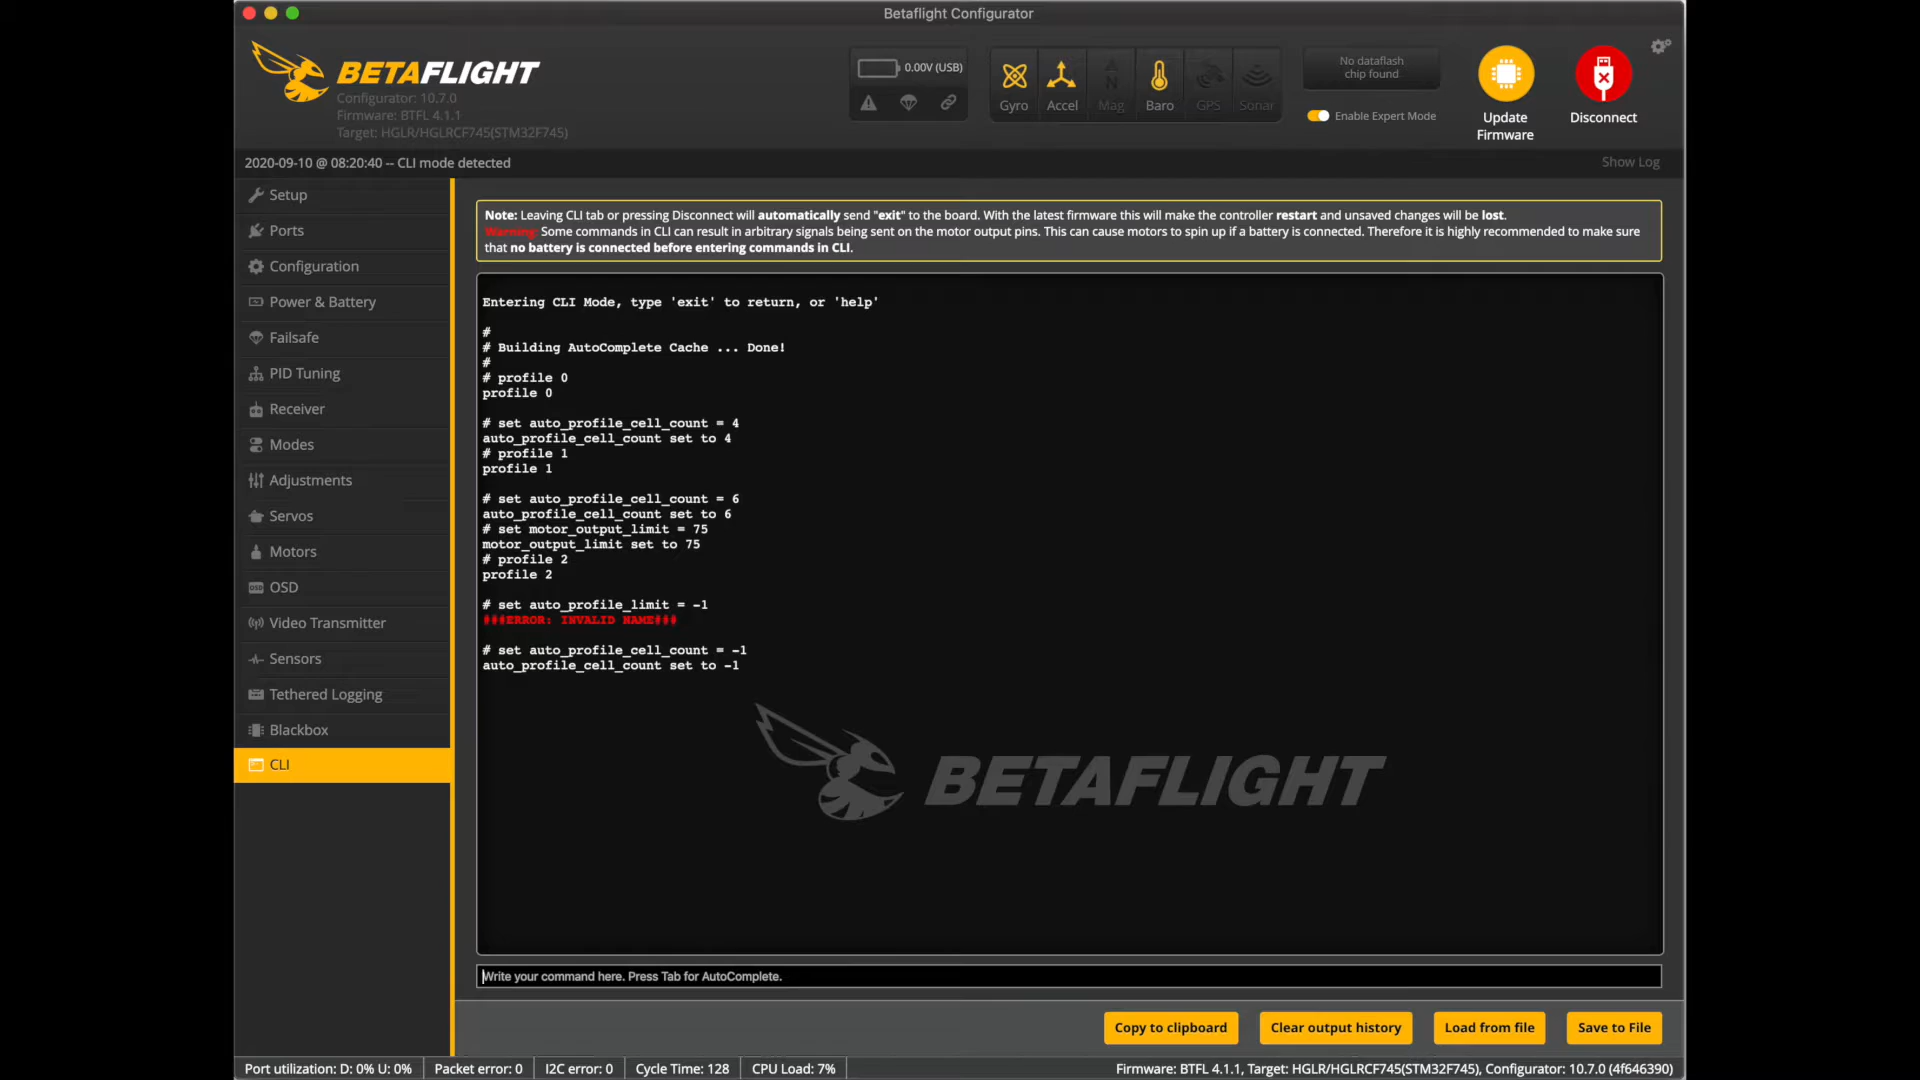 Betaflight Configurator
BETAFLIGHT
Configurator: 10.7.0
Firmware: BTFL 4.1.1
Target: HGLR/HGLRCF745(STM32F745)
0.00V (USB)
Gyro
Accel
Mag
Baro
GPS
Sonar
No dataflash
chip found
Enable Expert Mode
Update
Firmware
Disconnect
2020-09-10 @ 08:20:40 -- CLI mode detected
Show Log
Setup
Ports
Configuration
Power & Battery
Failsafe
PID Tuning
Receiver
Modes
Adjustments
Servos
Motors
OSD
Video Transmitter
Sensors
Tethered Logging
Blackbox
CLI
Note: Leaving CLI tab or pressing Disconnect will automatically send "exit" to the board. With the latest firmware this will make the controller restart and unsaved changes will be lost.
Warning: Some commands in CLI can result in arbitrary signals being sent on the motor output pins. This can cause motors to spin up if a battery is connected. Therefore it is highly recommended to make sure
that no battery is connected before entering commands in CLI.
Entering CLI Mode, type 'exit' to return, or 'help'
#
# Building AutoComplete Cache ... Done!
#
# profile 0
profile 0
# set auto_profile_cell_count = 4
auto_profile_cell_count set to 4
# profile 1
profile 1
# set auto_profile_cell_count = 6
auto_profile_cell_count set to 6
# set motor_output_limit = 75
motor_output_limit set to 75
# profile 2
profile 2
# set auto_profile_limit = -1
###ERROR: INVALID NAME###
# set auto_profile_cell_count = -1
auto_profile_cell_count set to -1
BETAFLIGHT
Write your command here. Press Tab for AutoComplete.
Copy to clipboard
Clear output history
Load from file
Save to File
Port utilization: D: 0% U: 0%
Packet error: 0
I2C error: 0
Cycle Time: 128
CPU Load: 7%
Firmware: BTFL 4.1.1, Target: HGLR/HGLRCF745(STM32F745), Configurator: 10.7.0 (4f646390)